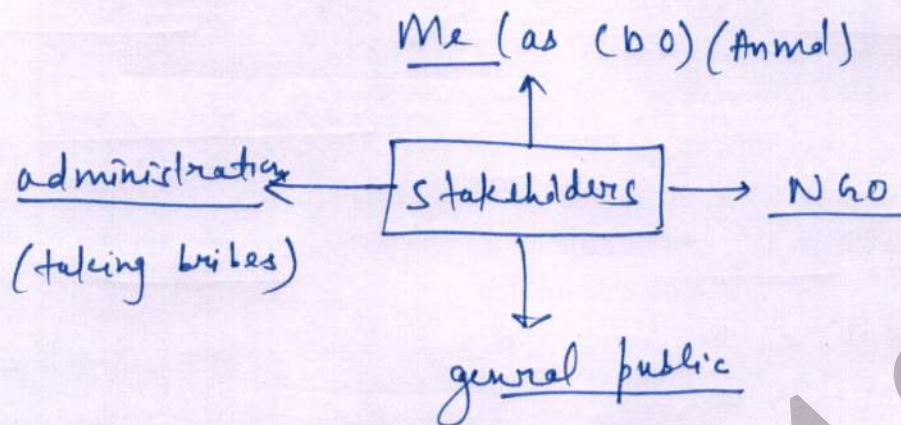 Me (as CDO) (Anmol)
administration
Stakeholders
NGO
(taking bribes)
general public